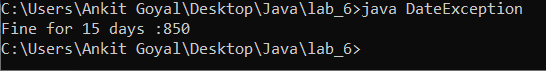 C:\Users\Ankit Goyal\Desktop\Java\lab_6>java DateException
Fine for 15 days :850
C:\Users\Ankit Goyal\Desktop\Java\lab_6>